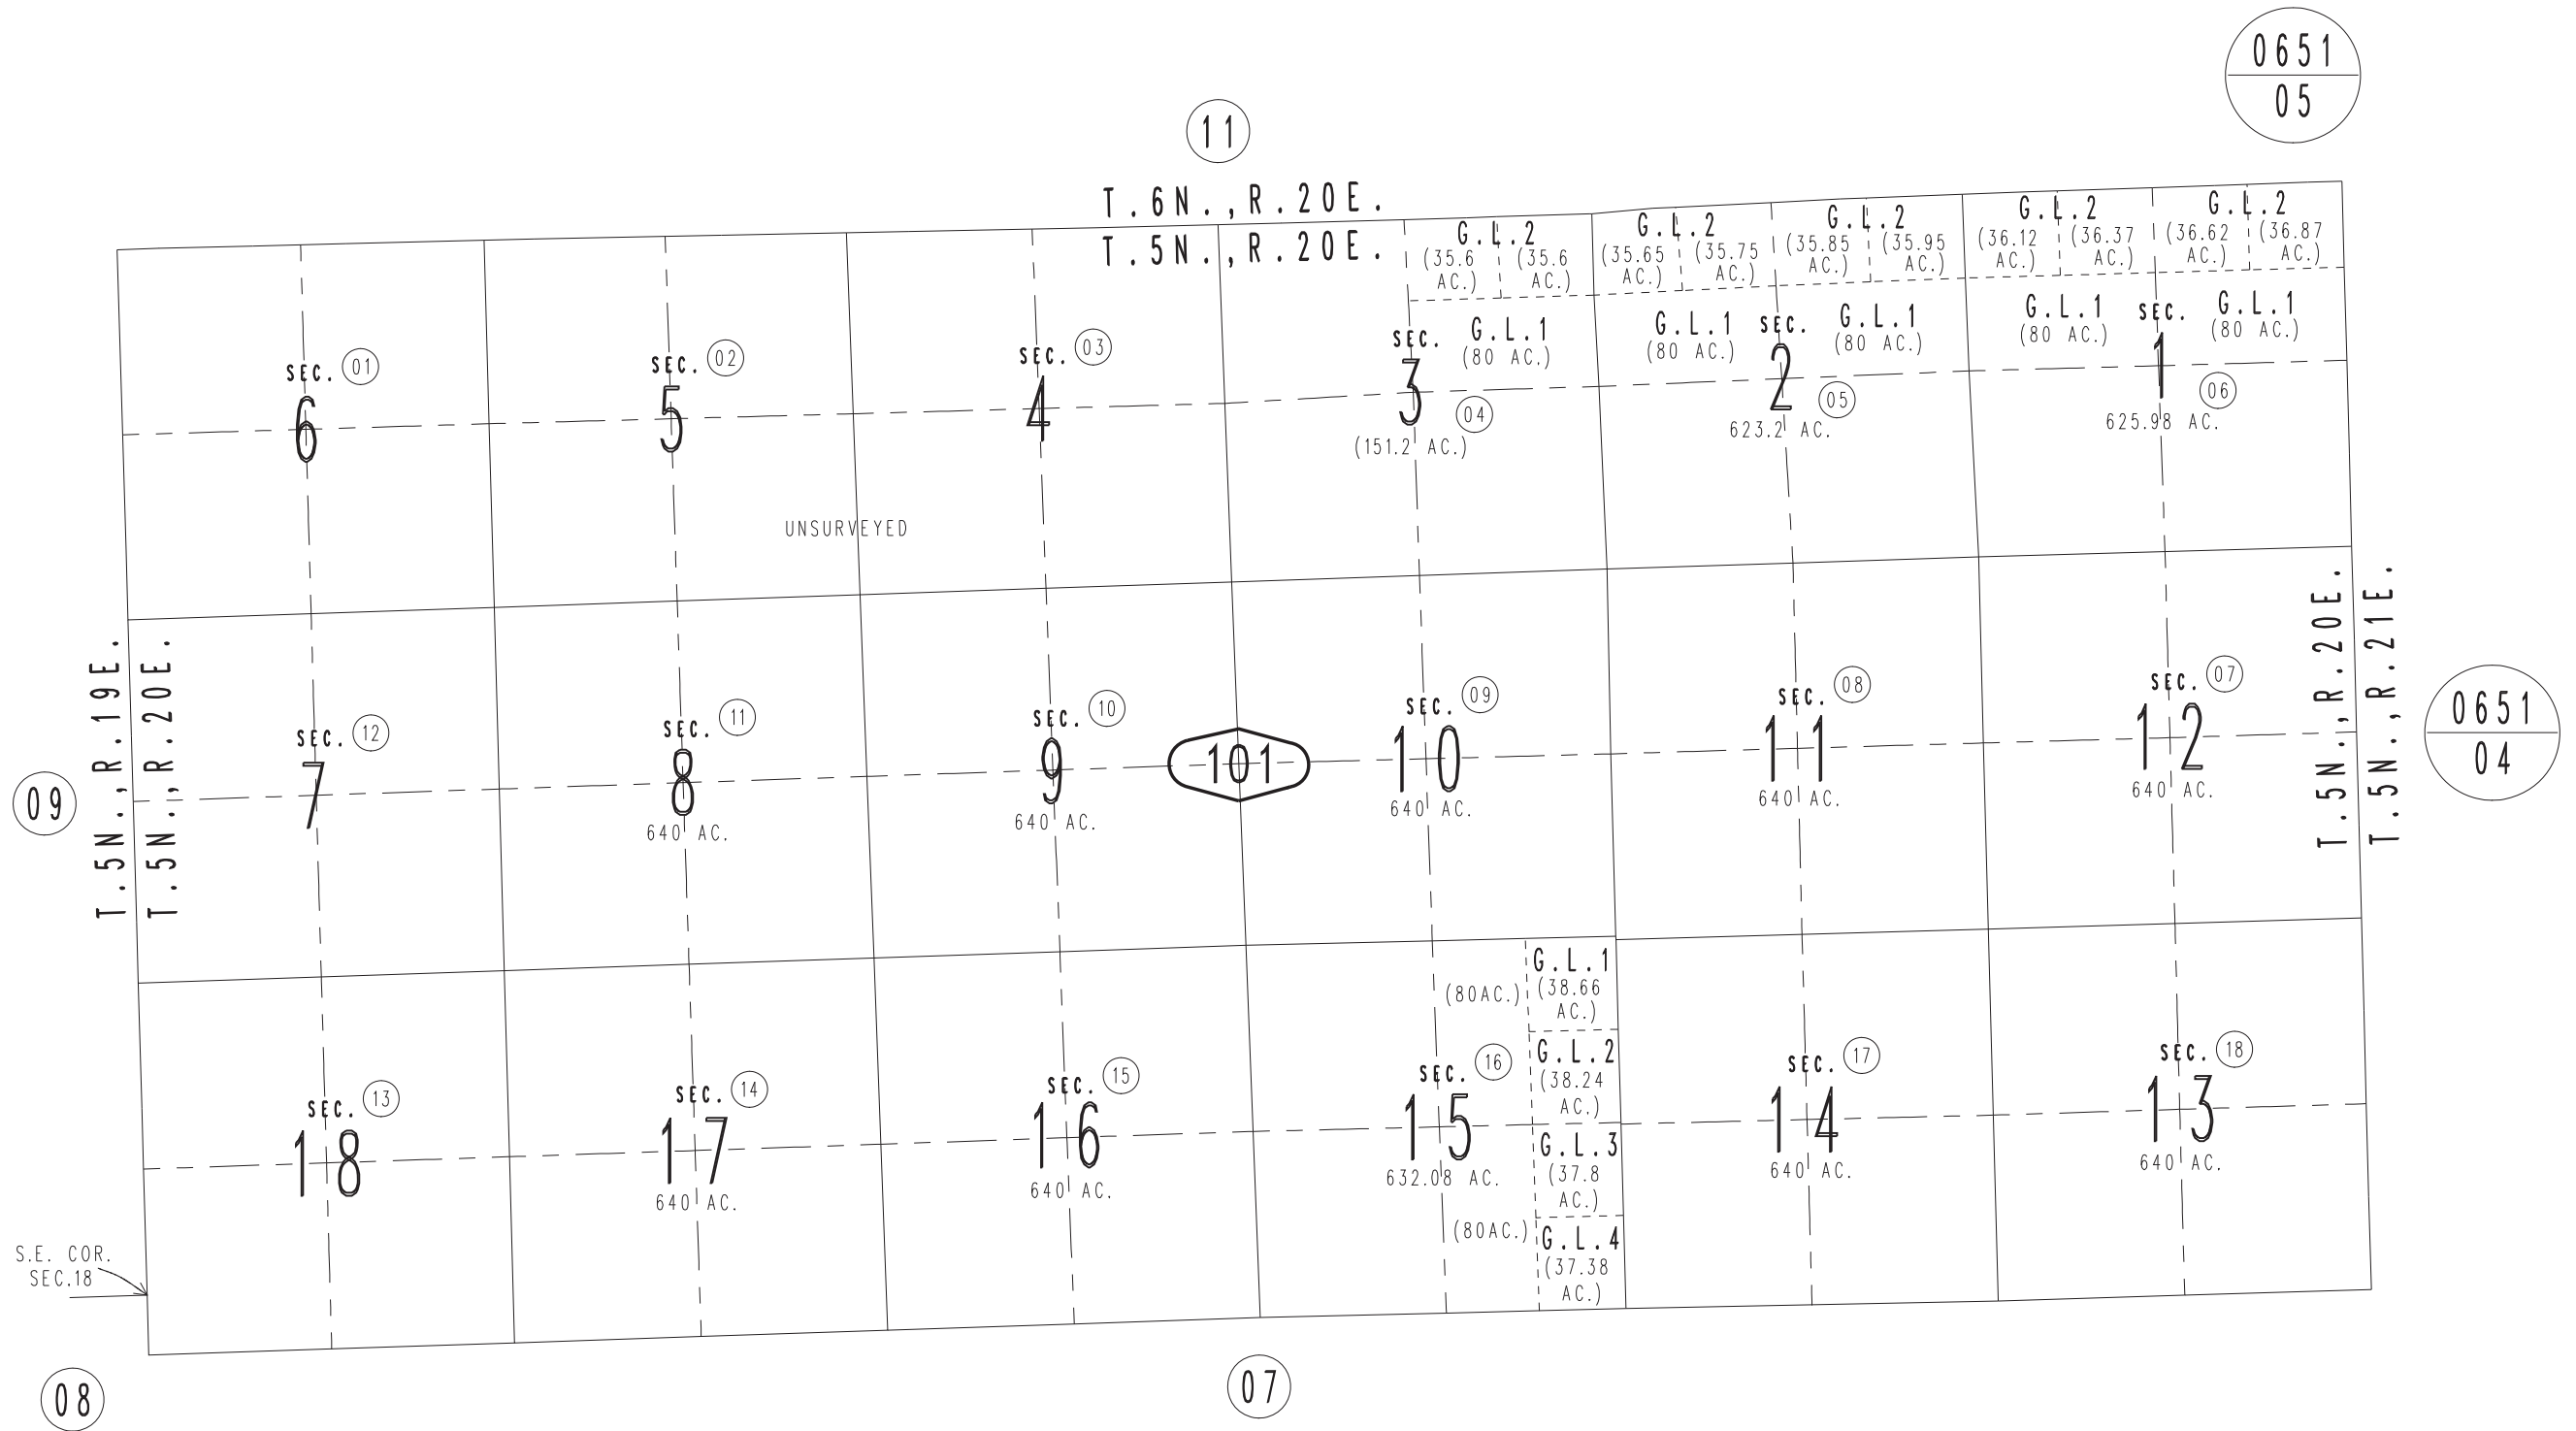 0651
05
11
T.6N.,R.20E.
T.5N.,R.20E.
G.L.2
(35.6
AC.)
(35.6
AC.)
G.L.2
(35.65
AC.)
(35.75
AC.)
G.L.2
(35.85
AC.)
(35.95
AC.)
G.L.2
(36.12
AC.)
(36.37
AC.)
G.L.2
(36.62
AC.)
(36.87
AC.)
SEC. 01
6
SEC. 02
5
SEC. 03
4
SEC.
3
G.L.1
(80 AC.)
04
(151.2 AC.)
G.L.1
(80 AC.)
SEC.
2
G.L.1
(80 AC.)
05
623.2 AC.
G.L.1
(80 AC.)
SEC.
1
G.L.1
(80 AC.)
06
625.98 AC.
UNSURVEYED
T.5N.,R.19E.
T.5N.,R.20E.
09
SEC. 12
7
SEC. 11
8
640 AC.
SEC. 10
9
640 AC.
101
SEC. 09
10
640 AC.
SEC. 08
11
640 AC.
SEC. 07
12
640 AC.
T.5N.,R.20E.
T.5N.,R.21E.
0651
04
SEC. 13
18
SEC. 14
17
640 AC.
SEC. 15
16
640 AC.
(80AC.)
SEC. 16
15
632.08 AC.
(80AC.)
G.L.1
(38.66
AC.)
G.L.2
(38.24
AC.)
G.L.3
(37.8
AC.)
G.L.4
(37.38
AC.)
SEC. 17
14
640 AC.
SEC. 18
13
640 AC.
S.E. COR.
SEC.18
08
07